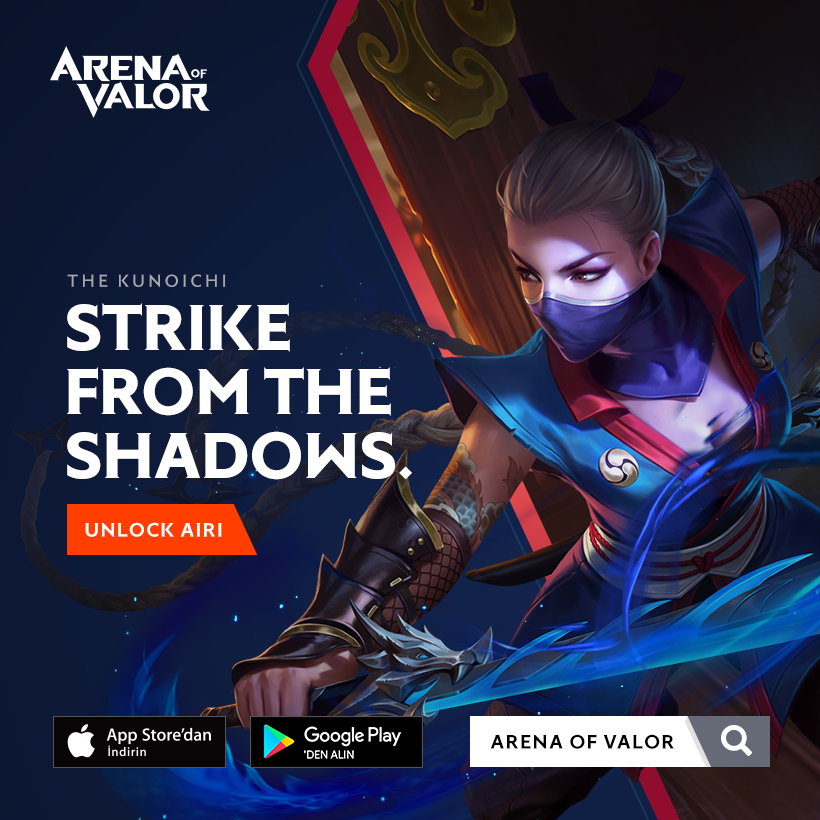 ARENA OF
VALOR
THE KUNOICHI
STRIKE
FROM THE
SHADOWS.
UNLOCK AIRI
App Store'dan
İndirin
Google Play
'DEN ALIN
ARENA OF VALOR